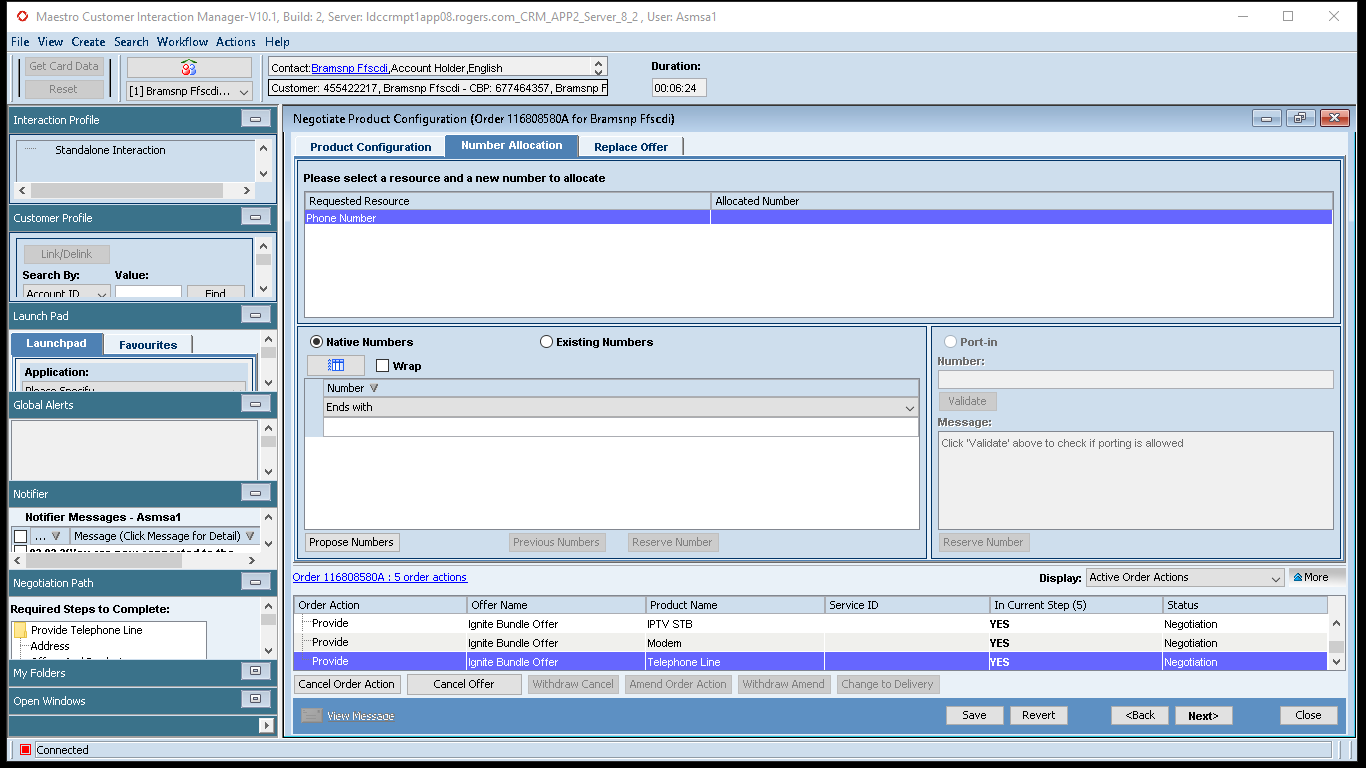 Maestro Customer Interaction Manager-V10.1, Build: 2, Server: ldccrmpt1app08.rogers.com_CRM_APP2_Server_8_2 , User: Asmsa1
File View Create Search Workflow Actions Help
Get Card Data
Reset
[1] Bramsnp Ffscdi...
Contact:Bramsnp Ffscdi,Account Holder,English
Customer: 455422217, Bramsnp Ffscdi - CBP: 677464357, Bramsnp F
Duration:
00:06:24
Interaction Profile
Standalone Interaction
Customer Profile
Link/Delink
Search By: Value:
Account ID Find
Launch Pad
Launchpad Favourites
Application:
Please Specify
Global Alerts
Notifier
Notifier Messages - Asmsa1
... Message (Click Message for Detail)
Negotiation Path
Required Steps to Complete:
Provide Telephone Line
Address
My Folders
Open Windows
Connected
Negotiate Product Configuration (Order 116808580A for Bramsnp Ffscdi)
Product Configuration Number Allocation Replace Offer
Please select a resource and a new number to allocate
Requested Resource Allocated Number
Phone Number
Native Numbers Existing Numbers
Wrap
Number
Ends with
Propose Numbers Previous Numbers Reserve Number
Port-in
Number:
Validate
Message:
Click 'Validate' above to check if porting is allowed
Reserve Number
Order 116808580A : 5 order actions
Display: Active Order Actions More
Order Action Offer Name Product Name Service ID In Current Step (5) Status
Provide Ignite Bundle Offer IPTV STB YES Negotiation
Provide Ignite Bundle Offer Modem YES Negotiation
Provide Ignite Bundle Offer Telephone Line YES Negotiation
Cancel Order Action Cancel Offer Withdraw Cancel Amend Order Action Withdraw Amend Change to Delivery
View Message Save Revert <Back Next> Close